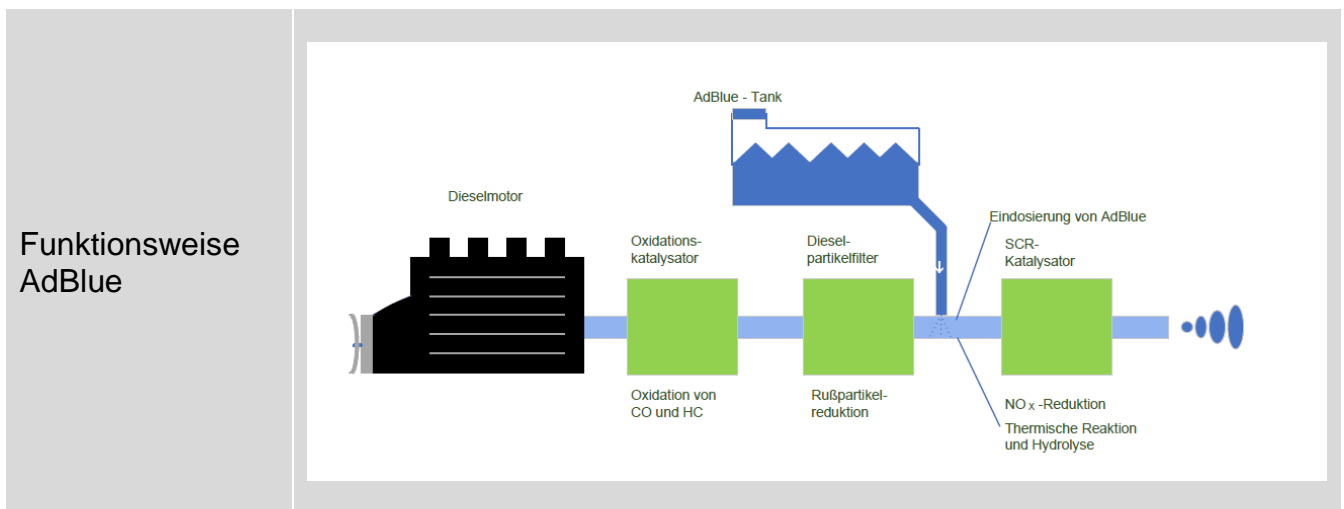 Funktionsweise
AdBlue
AdBlue - Tank
Dieselmotor
Eindosierung von AdBlue
Oxidations-
katalysator
Diesel-
partikelfilter
SCR-
Katalysator
Oxidation von
CO und HC
Rußpartikel-
reduktion
NO x -Reduktion
Thermische Reaktion
und Hydrolyse